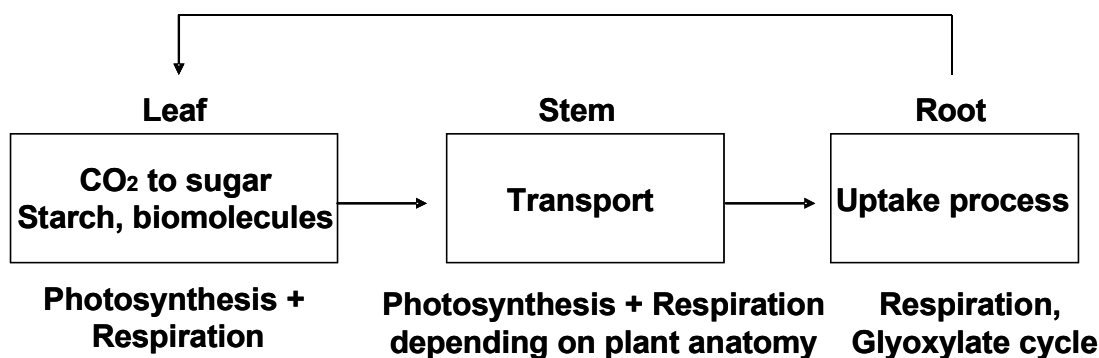 Leaf
Stem
Root
CO₂ to sugar
Starch, biomolecules
Transport
Uptake process
Photosynthesis +
Respiration
Photosynthesis + Respiration
depending on plant anatomy
Respiration,
Glyoxylate cycle